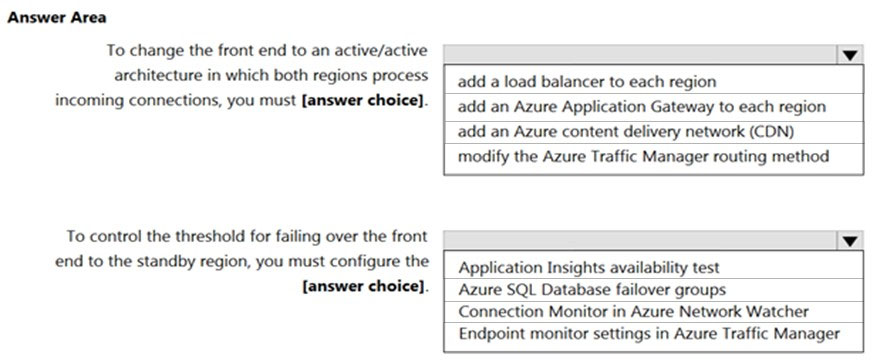 Answer Area
To change the front end to an active/active
architecture in which both regions process
incoming connections, you must [answer choice].
add a load balancer to each region
add an Azure Application Gateway to each region
add an Azure content delivery network (CDN)
modify the Azure Traffic Manager routing method
To control the threshold for failing over the front
end to the standby region, you must configure the
[answer choice].
Application Insights availability test
Azure SQL Database failover groups
Connection Monitor in Azure Network Watcher
Endpoint monitor settings in Azure Traffic Manager